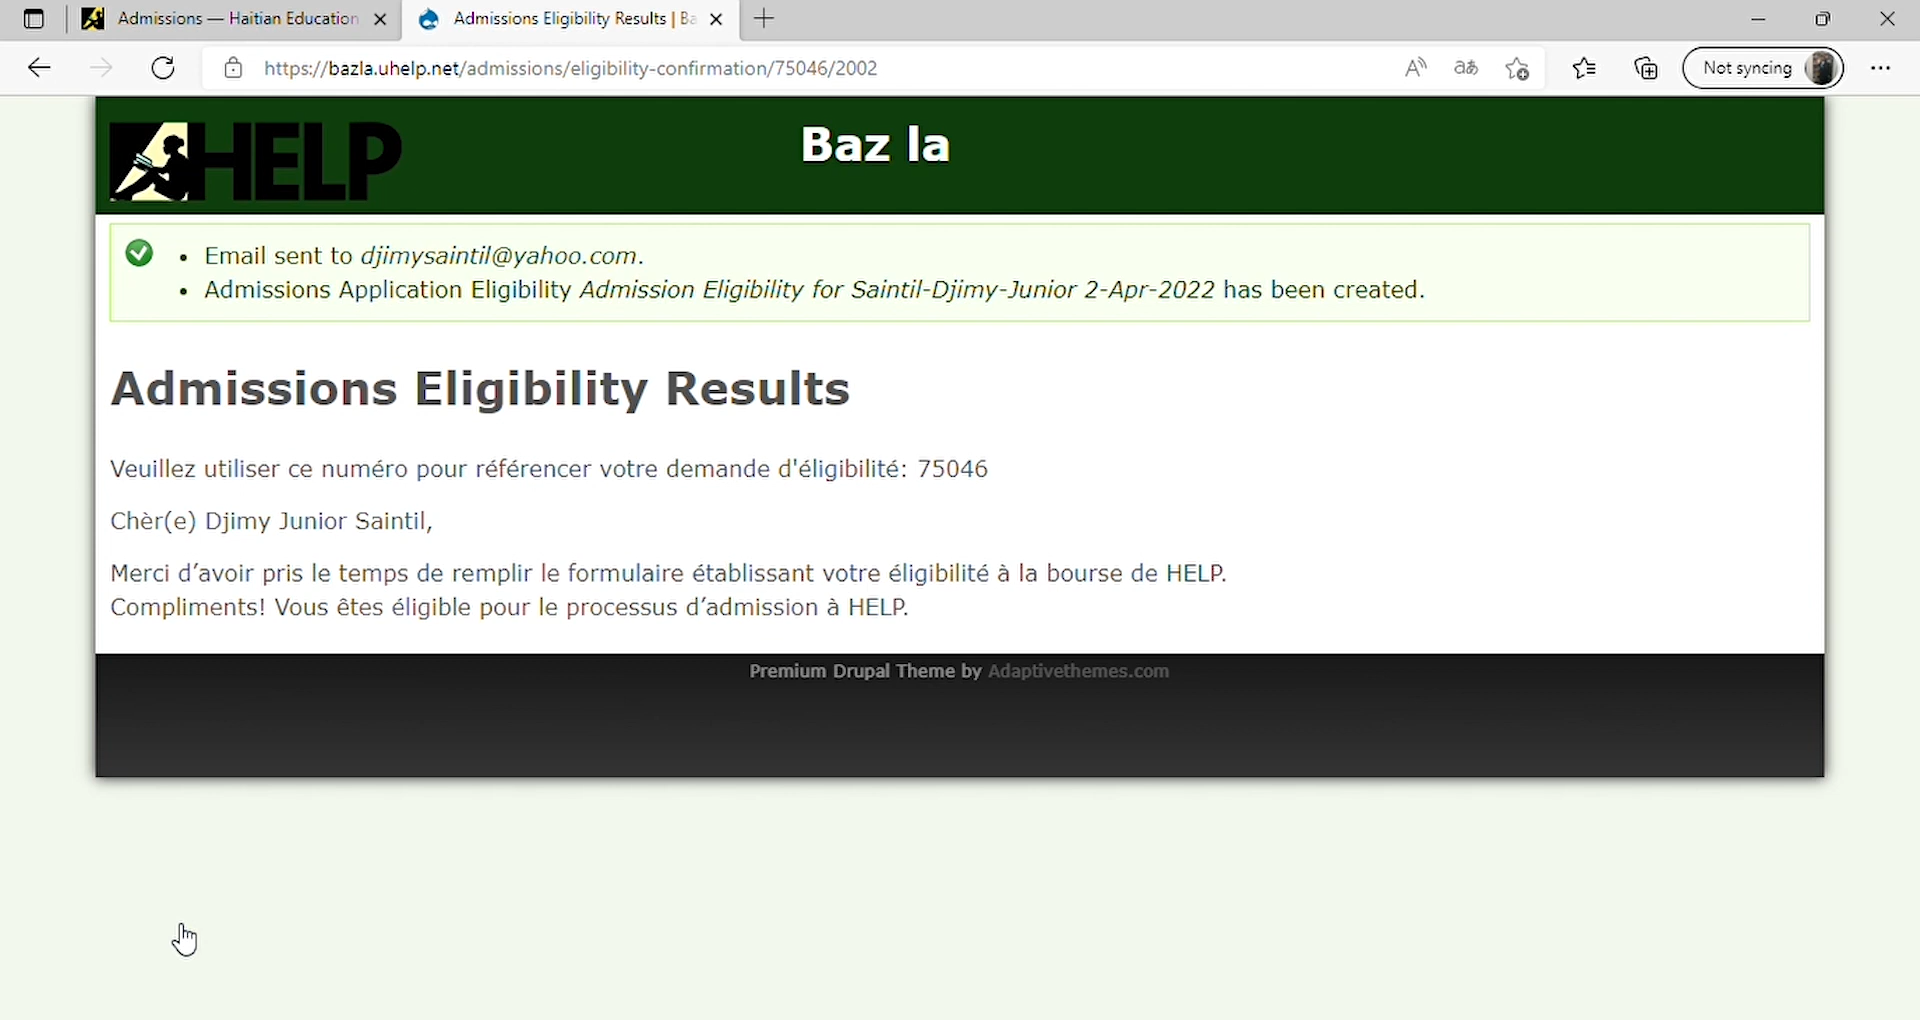 Admissions — Haitian Education
Admissions Eligibility Results | Ba
https://bazla.uhelp.net/admissions/eligibility-confirmation/75046/2002
Not syncing
HELP
Baz la
Email sent to djimysaintil@yahoo.com.
Admissions Application Eligibility Admission Eligibility for Saintil-Djimy-Junior 2-Apr-2022 has been created.
Admissions Eligibility Results
Veuillez utiliser ce numéro pour référencer votre demande d'éligibilité: 75046
Chèr(e) Djimy Junior Saintil,
Merci d’avoir pris le temps de remplir le formulaire établissant votre éligibilité à la bourse de HELP.
Compliments! Vous êtes éligible pour le processus d’admission à HELP.
Premium Drupal Theme by Adaptivethemes.com